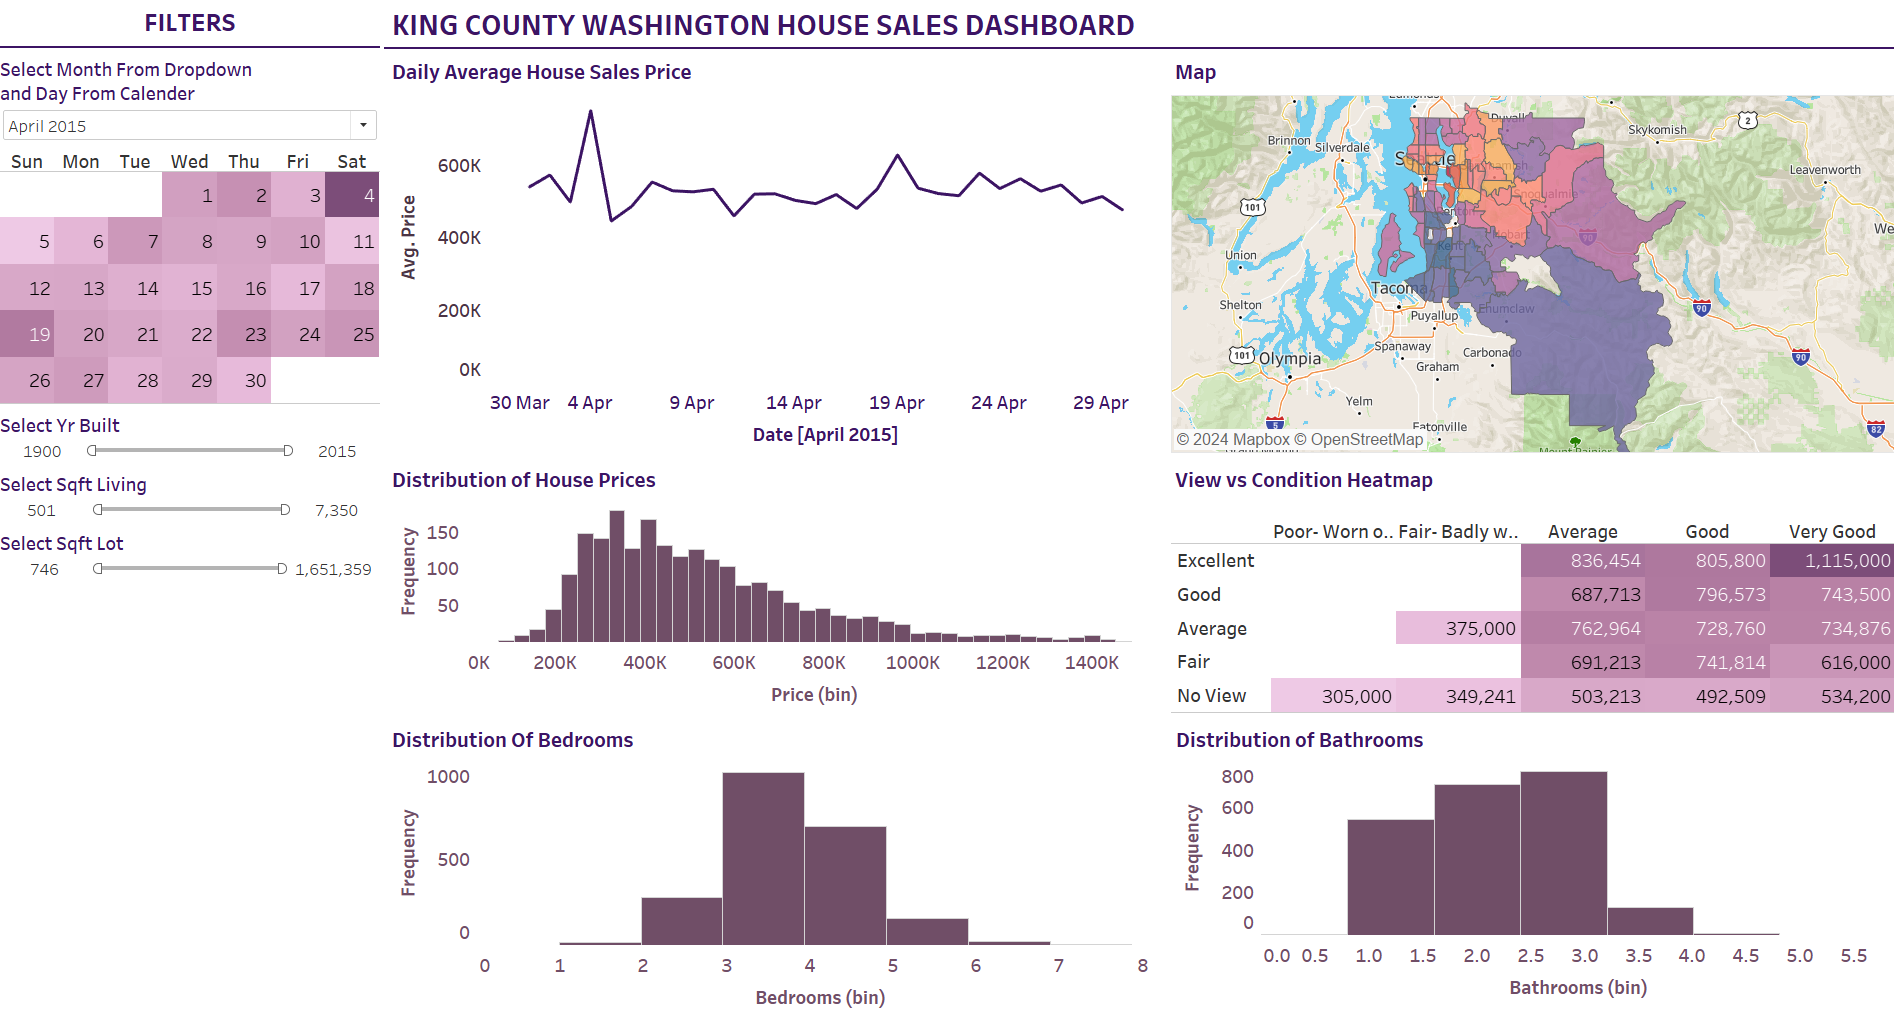 FILTERS
Select Month From Dropdown
and Day From Calender
April 2015
Sun Mon Tue Wed Thu Fri Sat
1 2 3 4
5 6 7 8 9 10 11
12 13 14 15 16 17 18
19 20 21 22 23 24 25
26 27 28 29 30
Select Yr Built
1900 2015
Select Sqft Living
501 7,350
Select Sqft Lot
746 1,651,359
KING COUNTY WASHINGTON HOUSE SALES DASHBOARD
Daily Average House Sales Price
Avg. Price
600K
400K
200K
0K
30 Mar 4 Apr 9 Apr 14 Apr 19 Apr 24 Apr 29 Apr
Date [April 2015]
Map
Edmonds
Duvall
2
Skykomish
Brinnon
Silverdale
Seattle
Sammamish
Leavenworth
Snoqualmie
101
Renton
We
Hobart
90
Kent
Union
Tacoma
Shelton
Enumclaw
90
Puyallup
101
Olympia
Spanaway
Carbonado
90
Graham
Yelm
5
Eatonville
82
© 2024 Mapbox © OpenStreetMap
Grand Mound
Mount Rainier
Distribution of House Prices
Frequency
150
100
50
0K 200K 400K 600K 800K 1000K 1200K 1400K
Price (bin)
View vs Condition Heatmap
Poor- Worn o.. Fair- Badly w.. Average Good Very Good
Excellent 836,454 805,800 1,115,000
Good 687,713 796,573 743,500
Average 375,000 762,964 728,760 734,876
Fair 691,213 741,814 616,000
No View 305,000 349,241 503,213 492,509 534,200
Distribution Of Bedrooms
Frequency
1000
500
0
0 1 2 3 4 5 6 7 8
Bedrooms (bin)
Distribution of Bathrooms
Frequency
800
600
400
200
0
0.0 0.5 1.0 1.5 2.0 2.5 3.0 3.5 4.0 4.5 5.0 5.5
Bathrooms (bin)